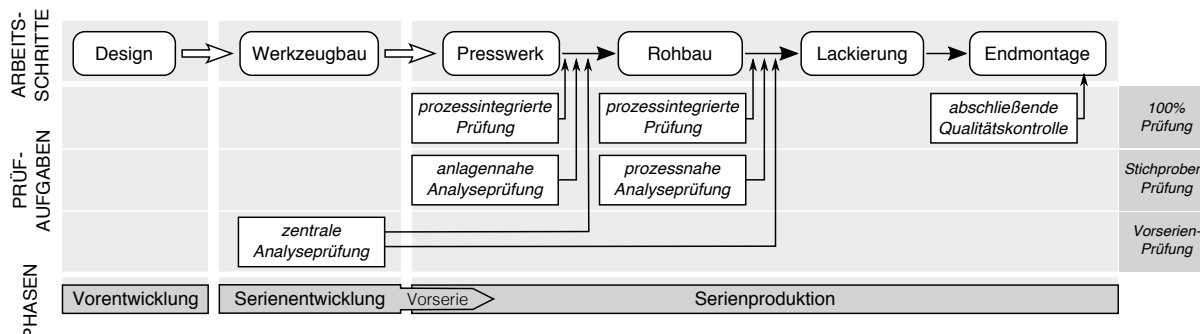 ARBEITS-
SCHRITTE
Design
Werkzeugbau
Presswerk
Rohbau
Lackierung
Endmontage
PRÜF-
AUFGABEN
prozessintegrierte
Prüfung
prozessintegrierte
Prüfung
abschließende
Qualitätskontrolle
100%
Prüfung
anlagennahe
Analyseprüfung
prozessnahe
Analyseprüfung
Stichproben
Prüfung
zentrale
Analyseprüfung
Vorserien-
Prüfung
PHASEN
Vorentwicklung
Serienentwicklung
Vorserie
Serienproduktion